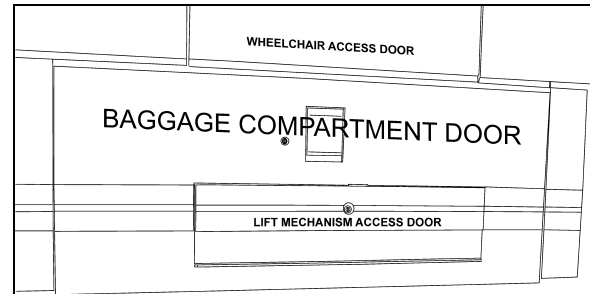 WHEELCHAIR ACCESS DOOR
BAGGAGE COMPARTMENT DOOR
LIFT MECHANISM ACCESS DOOR